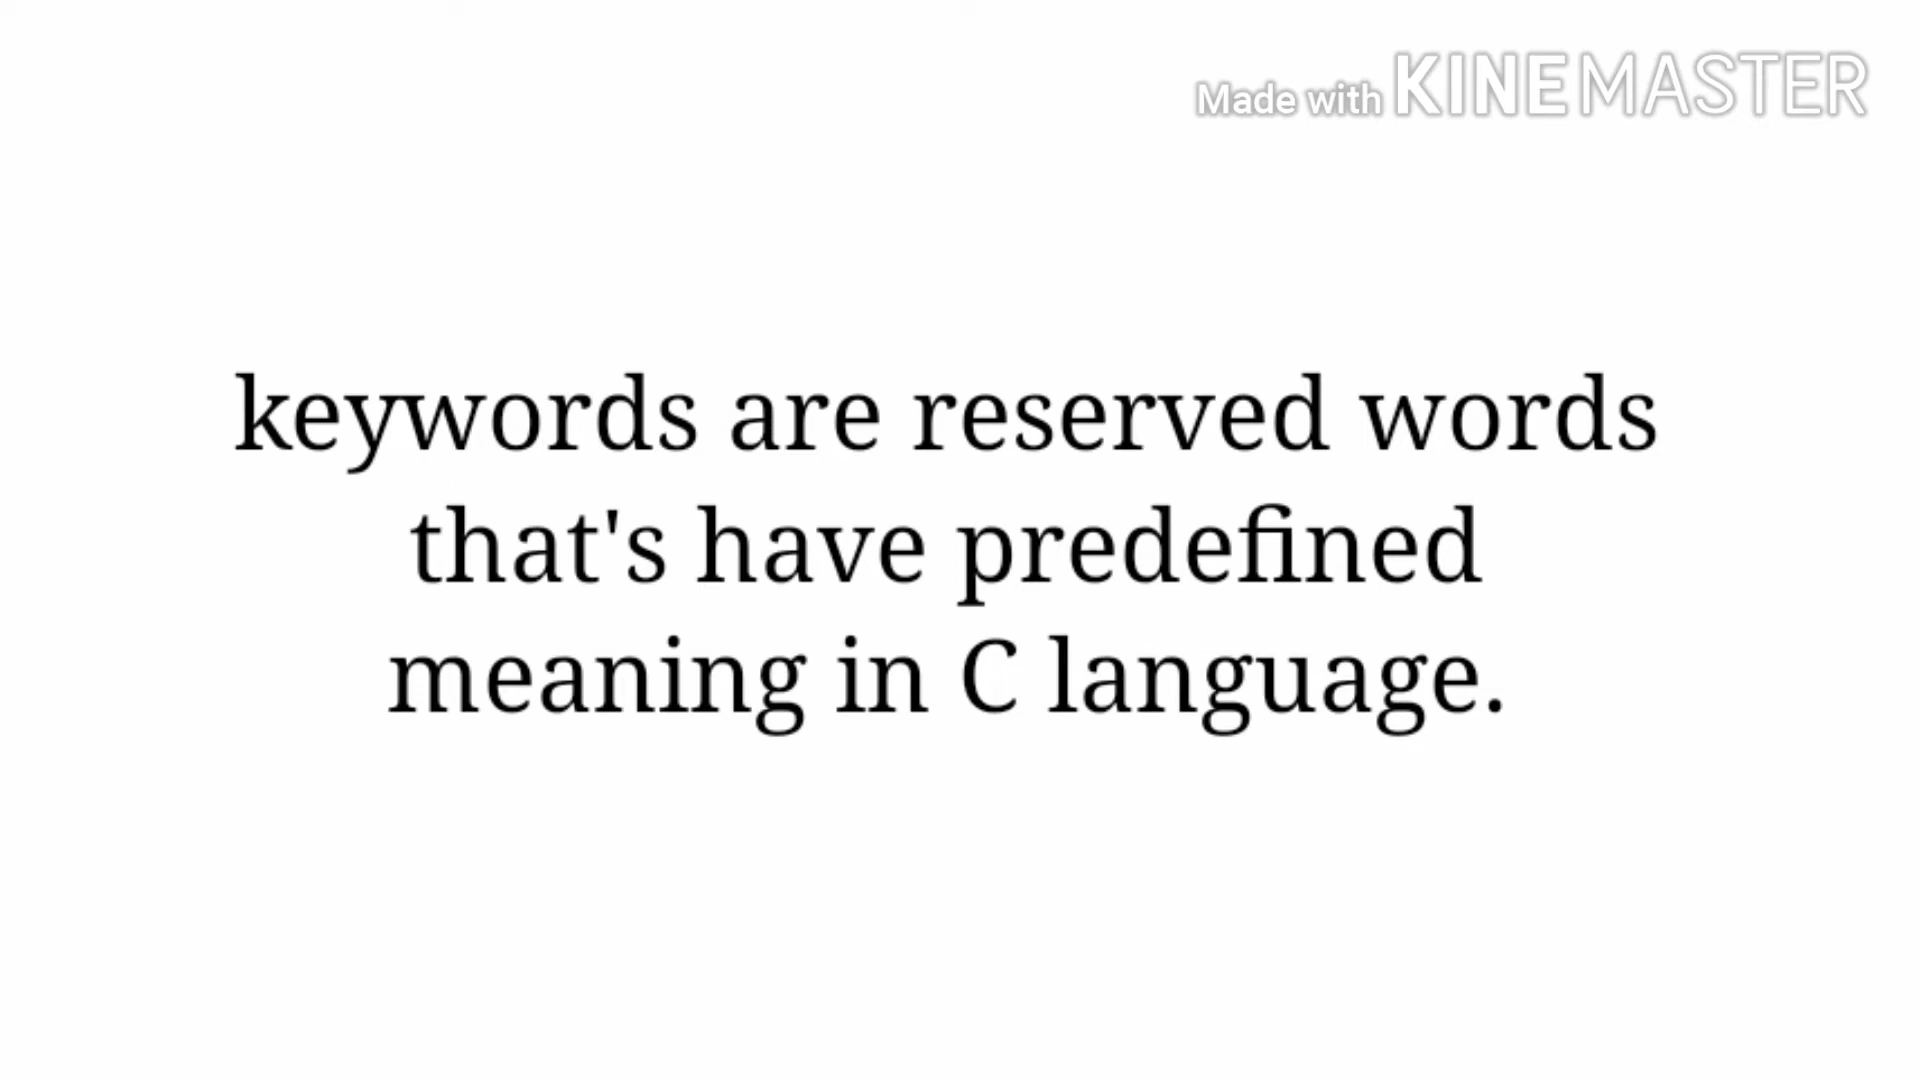 Made with KINEMASTER
keywords are reserved words
that's have predefined
meaning in C language.